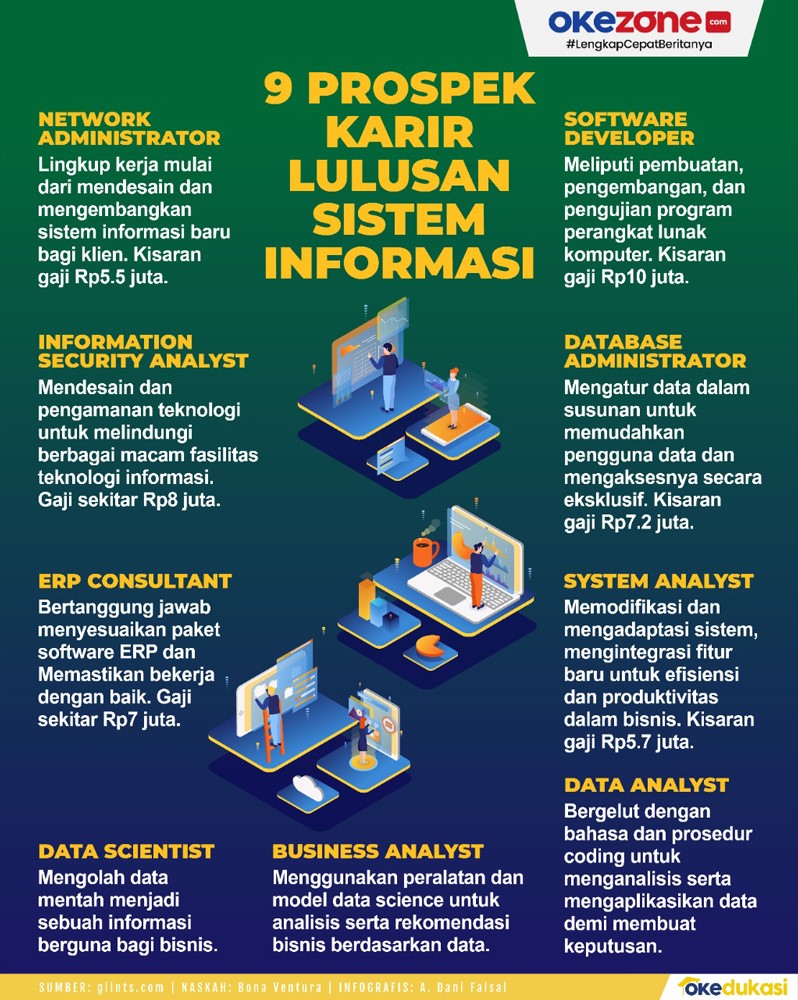 okezone.com
#LengkapCepatBeritanya
9 PROSPEK
KARIR
LULUSAN
SISTEM
INFORMASI
NETWORK
ADMINISTRATOR
Lingkup kerja mulai
dari mendesain dan
mengembangkan
sistem informasi baru
bagi klien. Kisaran
gaji Rp5.5 juta.
SOFTWARE
DEVELOPER
Meliputi pembuatan,
pengembangan, dan
pengujian program
perangkat lunak
komputer. Kisaran
gaji Rp10 juta.
INFORMATION
SECURITY ANALYST
Mendesain dan
pengamanan teknologi
untuk melindungi
berbagai macam fasilitas
teknologi informasi.
Gaji sekitar Rp8 juta.
DATABASE
ADMINISTRATOR
Mengatur data dalam
susunan untuk
memudahkan
pengguna data dan
mengaksesnya secara
eksklusif. Kisaran
gaji Rp7.2 juta.
ERP CONSULTANT
Bertanggung jawab
menyesuaikan paket
software ERP dan
Memastikan bekerja
dengan baik. Gaji
sekitar Rp7 juta.
SYSTEM ANALYST
Memodifikasi dan
mengadaptasi sistem,
mengintegrasi fitur
baru untuk efisiensi
dan produktivitas
dalam bisnis. Kisaran
gaji Rp5.7 juta.
DATA SCIENTIST
Mengolah data
mentah menjadi
sebuah informasi
berguna bagi bisnis.
BUSINESS ANALYST
Menggunakan peralatan dan
model data science untuk
analisis serta rekomendasi
bisnis berdasarkan data.
DATA ANALYST
Bergelut dengan
bahasa dan prosedur
coding untuk
menganalisis serta
mengaplikasikan data
demi membuat
keputusan.
SUMBER: glints.com | NASKAH: Bona Ventura | INFOGRAFIS: A. Dani Faisal
okedukasi